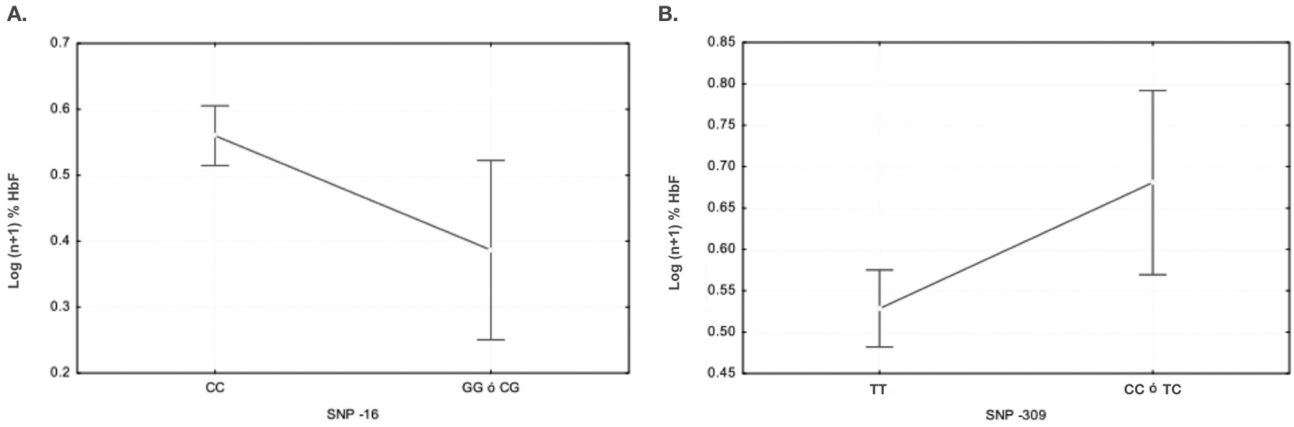 A.
B.
0.7
0.6
0.5
0.4
0.3
0.2
Log (n+1) % HbF
CC
GG ó CG
SNP -16
0.85
0.80
0.75
0.70
0.65
0.60
0.55
0.50
0.45
Log (n+1) % HbF
TT
CC ó TC
SNP -309